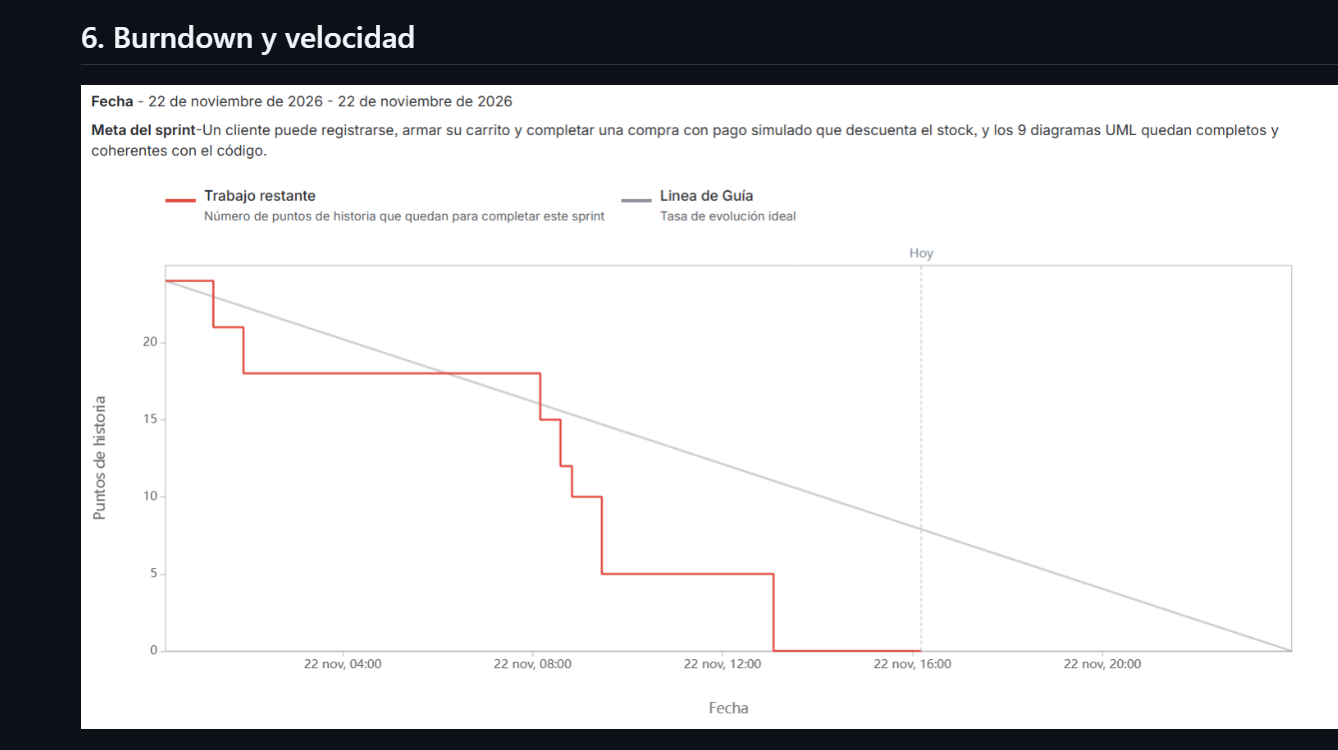 6. Burndown y velocidad
Fecha - 22 de noviembre de 2026 - 22 de noviembre de 2026
Meta del sprint-Un cliente puede registrarse, armar su carrito y completar una compra con pago simulado que descuenta el stock, y los 9 diagramas UML quedan completos y
coherentes con el código.
Trabajo restante
Número de puntos de historia que quedan para completar este sprint
Linea de Guía
Tasa de evolución ideal
Hoy
Puntos de historia
20
15
10
5
0
22 nov, 04:00
22 nov, 08:00
22 nov, 12:00
22 nov, 16:00
22 nov, 20:00
Fecha